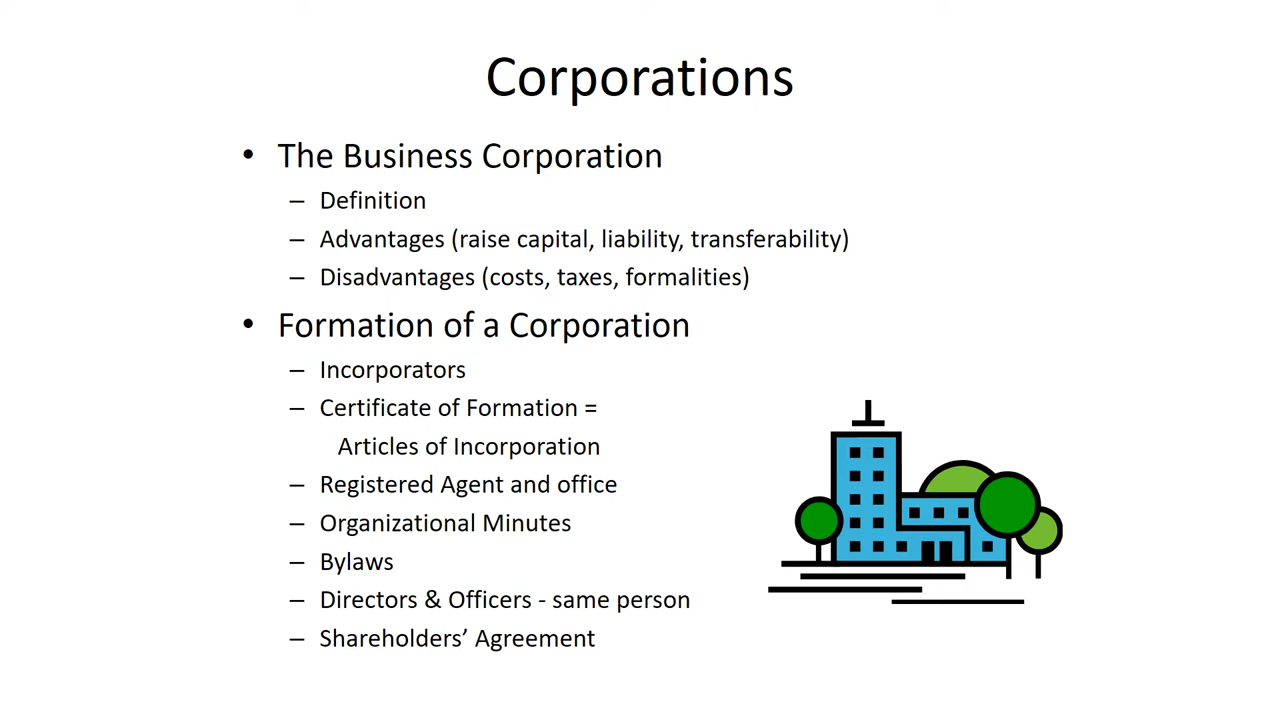 Corporations
• The Business Corporation
– Definition
– Advantages (raise capital, liability, transferability)
– Disadvantages (costs, taxes, formalities)
• Formation of a Corporation
– Incorporators
– Certificate of Formation =
Articles of Incorporation
– Registered Agent and office
– Organizational Minutes
– Bylaws
– Directors & Officers - same person
– Shareholders’ Agreement